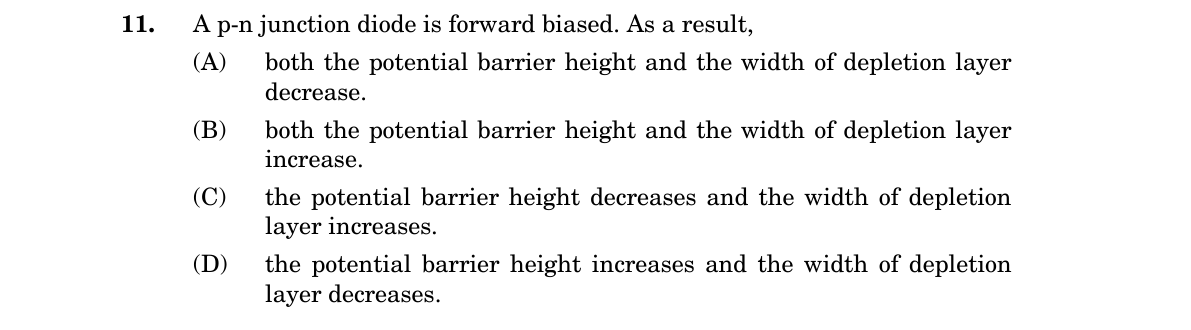 11. A p-n junction diode is forward biased. As a result,
(A) both the potential barrier height and the width of depletion layer
decrease.
(B) both the potential barrier height and the width of depletion layer
increase.
(C) the potential barrier height decreases and the width of depletion
layer increases.
(D) the potential barrier height increases and the width of depletion
layer decreases.